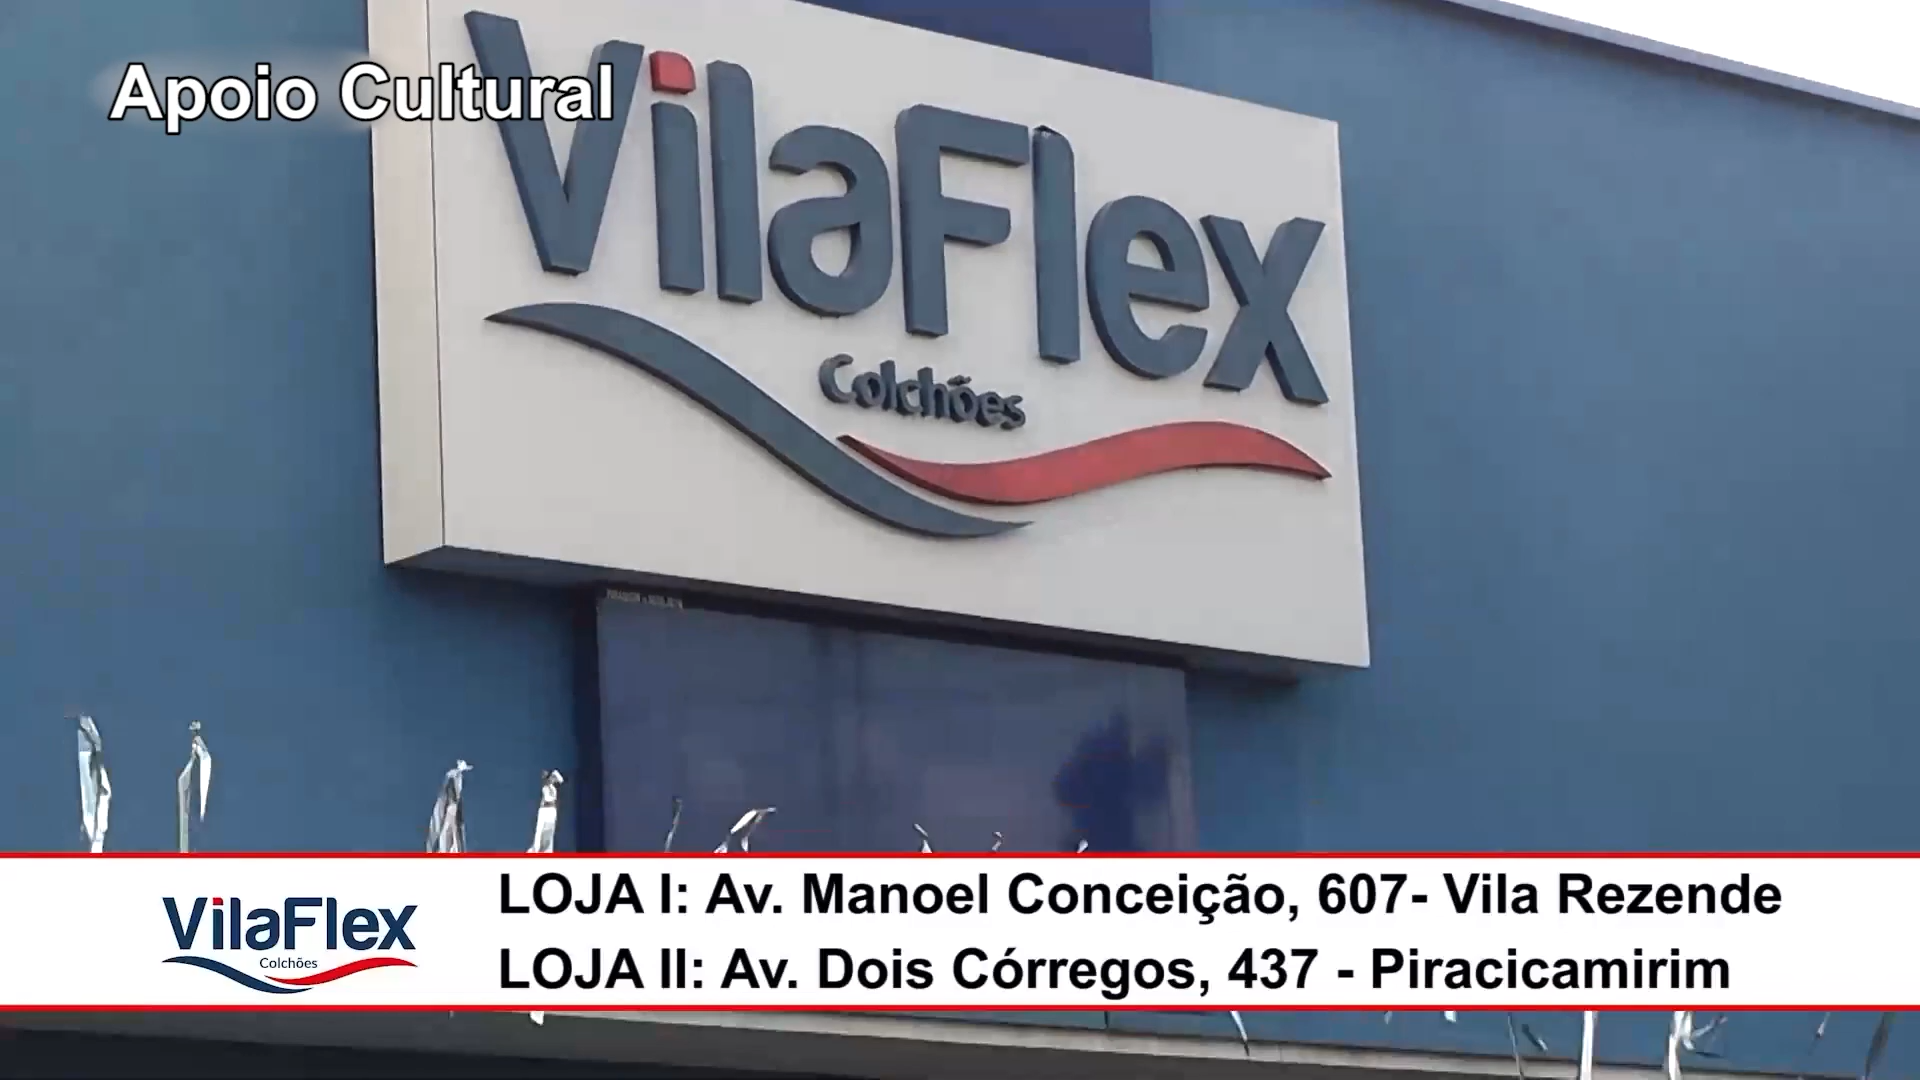 Apoio Cultural
VilaFlex
Colchões
VilaFlex
Colchões
LOJA I: Av. Manoel Conceição, 607- Vila Rezende
LOJA II: Av. Dois Córregos, 437 - Piracicamirim